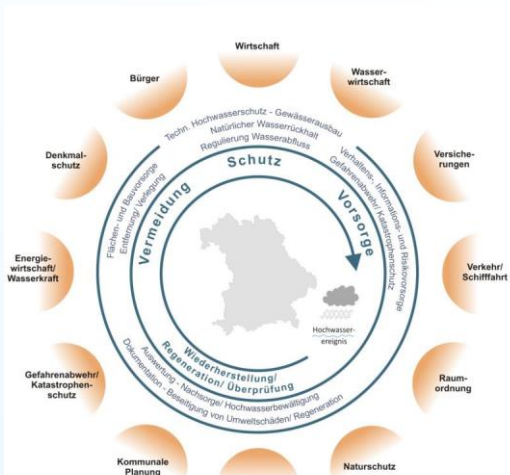 Wirtschaft
Bürger
Wasser-
wirtschaft
Denkmal-
schutz
Versiche-
rungen
Energie-
wirtschaft/
Wasserkraft
Verkehr/
Schifffahrt
Gefahrenabwehr/
Katastrophen-
schutz
Raum-
ordnung
Kommunale
Planung
Naturschutz
Techn. Hochwasserschutz - Gewässerausbau
Natürlicher Wasserrückhalt
Regulierung Wasserabfluss
Schutz
Flächen- und Bauvorsorge
Entfernung/ Verlegung
Vermeidung
Verhaltens-, Informations- und Risikovorsorge
Gefahrenabwehr/ Katastrophenschutz
Vorsorge
Hochwasser-
ereignis
Wiederherstellung/
Regeneration/ Überprüfung
Auswertung - Nachsorge/ Hochwasserbewältigung
Dokumentation - Beseitigung von Umweltschäden/ Regeneration